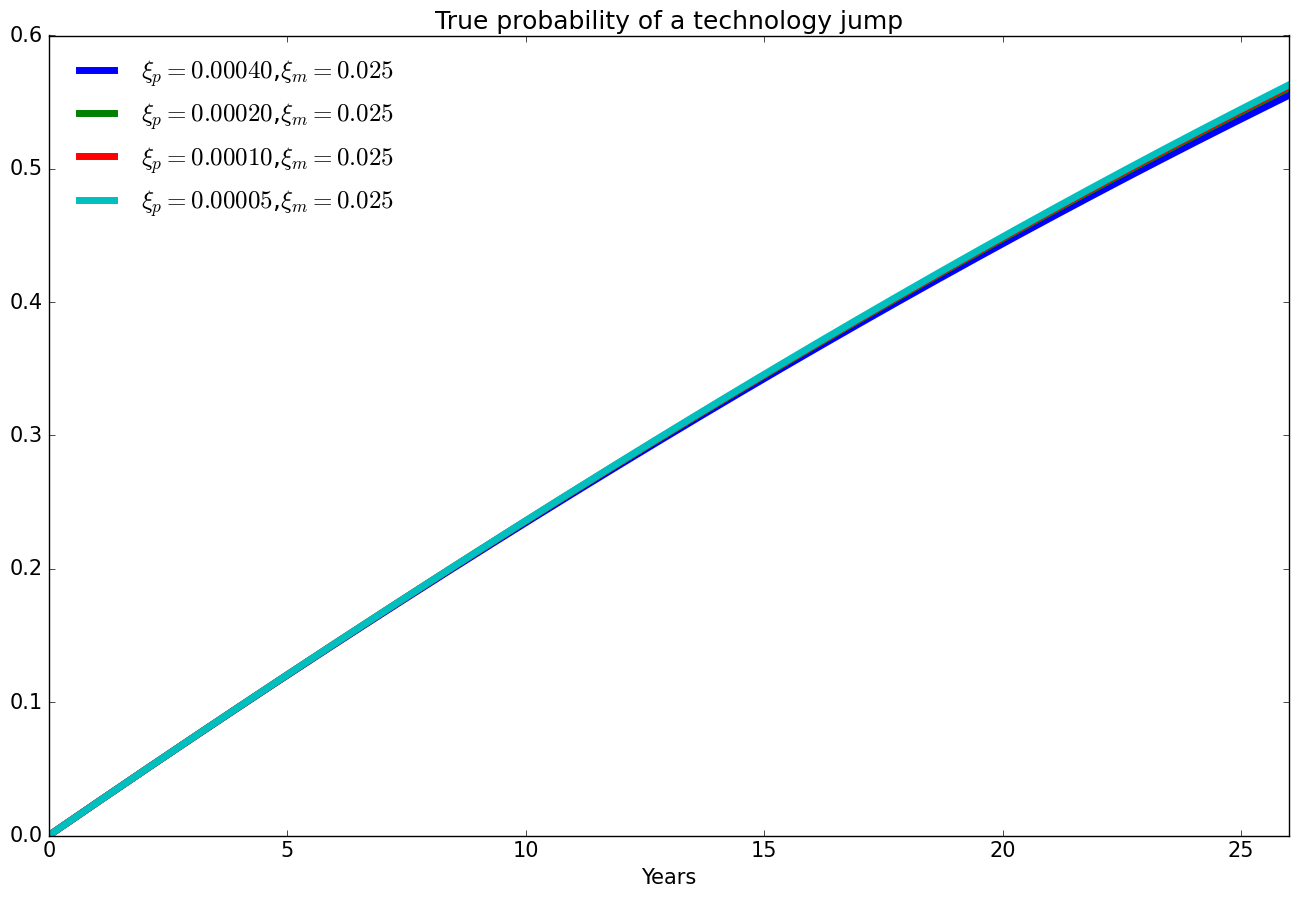 True probability of a technology jump
0.6
0.5
0.4
0.3
0.2
0.1
0.0
ξp = 0.00040,ξm = 0.025
ξp = 0.00020,ξm = 0.025
ξp = 0.00010,ξm = 0.025
ξp = 0.00005,ξm = 0.025
0 5 10 15 20 25
Years